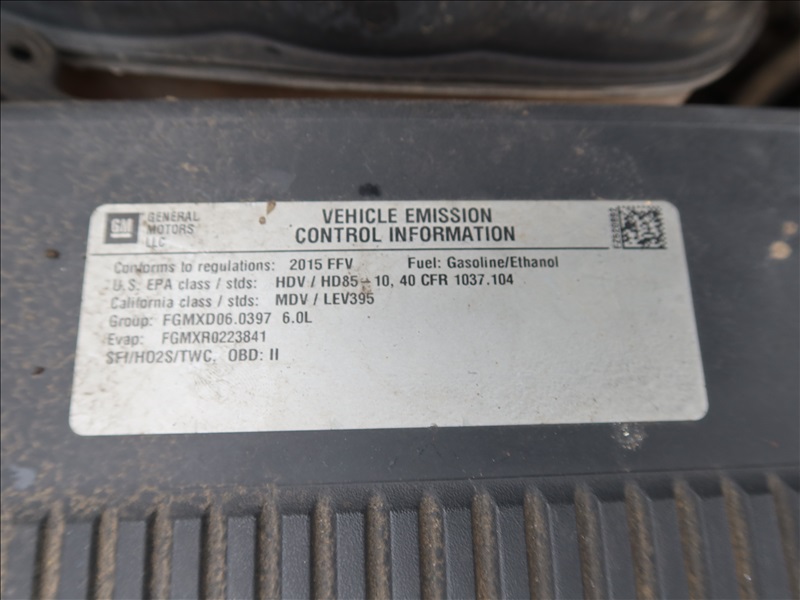 GM
GENERAL
MOTORS
LLC
VEHICLE EMISSION
CONTROL INFORMATION
Conforms to regulations: 2015 FFV Fuel: Gasoline/Ethanol
U.S. EPA class / stds: HDV / HD85-10, 40 CFR 1037.104
California class / stds: MDV / LEV395
Group: FGMXD06.0397 6.0L
Evap: FGMXR0223841
SFI/HO2S/TWC, OBD: II